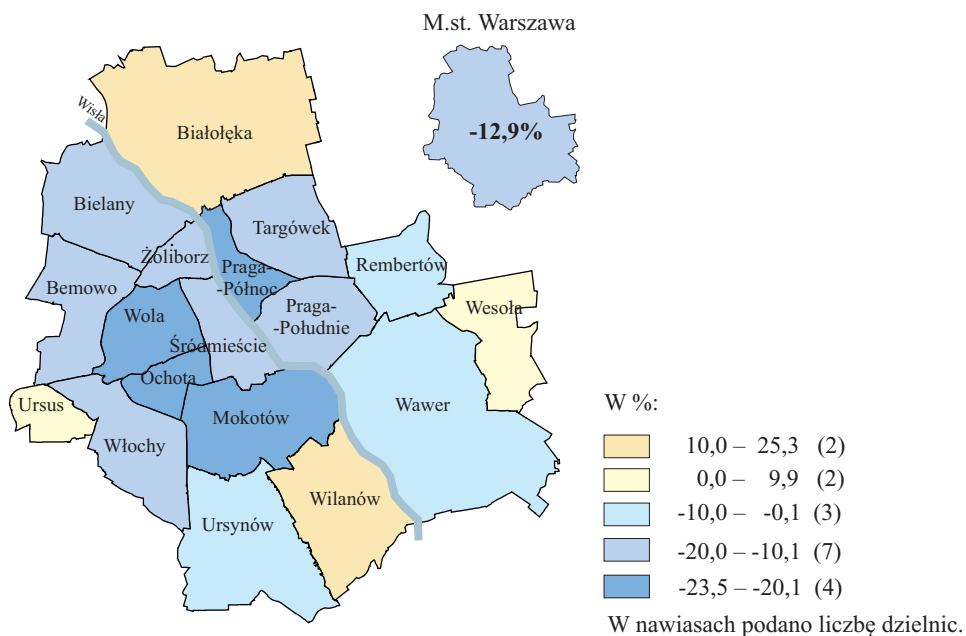 M.st. Warszawa
-12,9%
Wisła
Białołęka
Bielany
Targówek
Żoliborz
Rembertów
Praga-
-Północ
Bemowo
Wola
Praga-
-Południe
Wesoła
Śródmieście
Ochota
Ursus
Mokotów
Wawer
Włochy
Wilanów
Ursynów
W %:
10,0 – 25,3 (2)
0,0 – 9,9 (2)
-10,0 – -0,1 (3)
-20,0 – -10,1 (7)
-23,5 – -20,1 (4)
W nawiasach podano liczbę dzielnic.